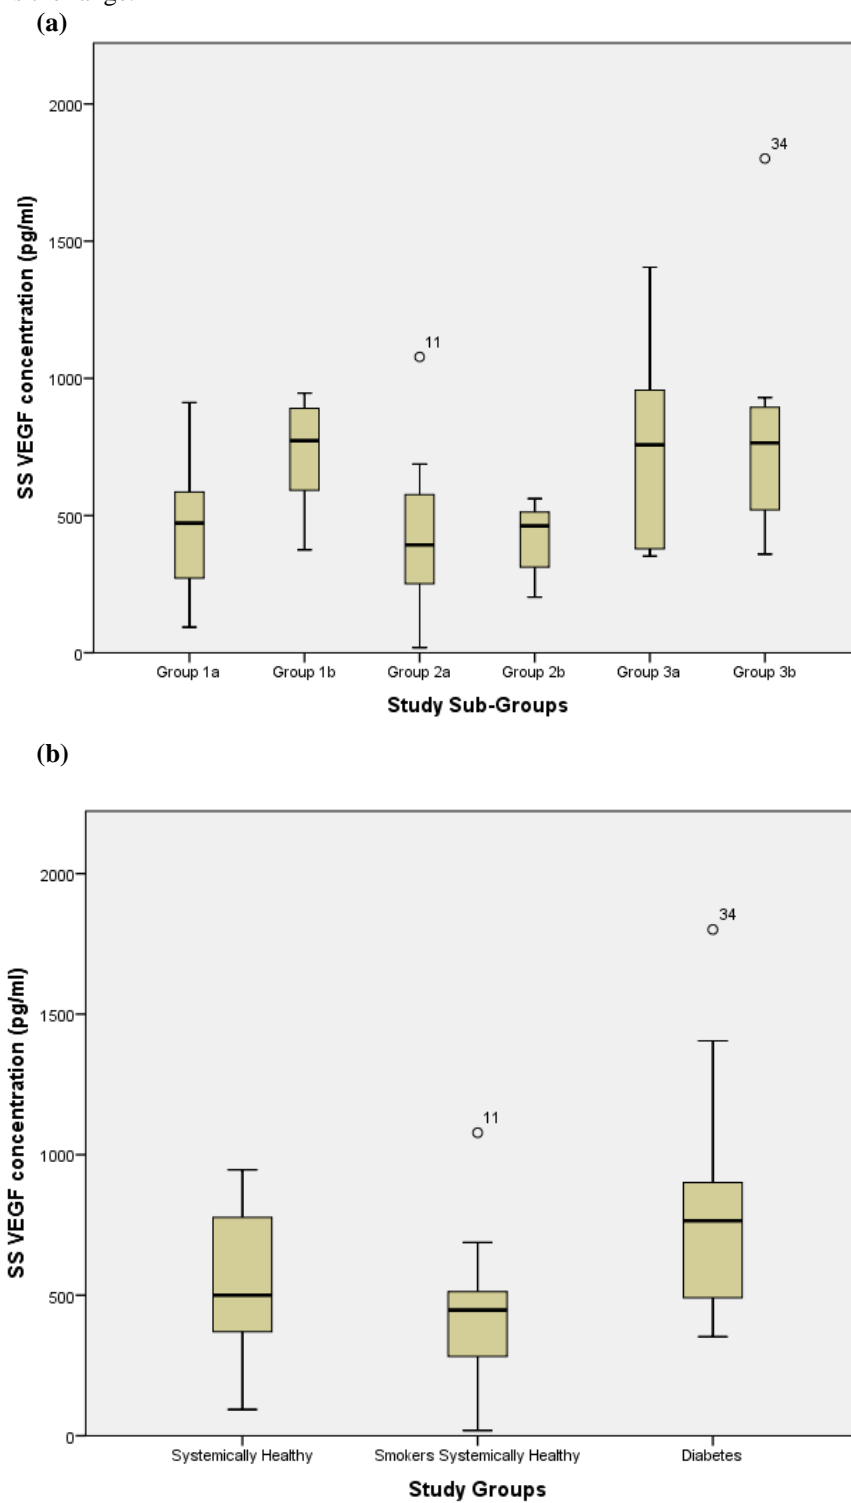 (a)
2000
1500
1000
500
0
SS VEGF concentration (pg/ml)
34
11
Group 1a Group 1b Group 2a Group 2b Group 3a Group 3b
Study Sub-Groups
(b)
2000
1500
1000
500
0
SS VEGF concentration (pg/ml)
34
11
Systemically Healthy Smokers Systemically Healthy Diabetes
Study Groups